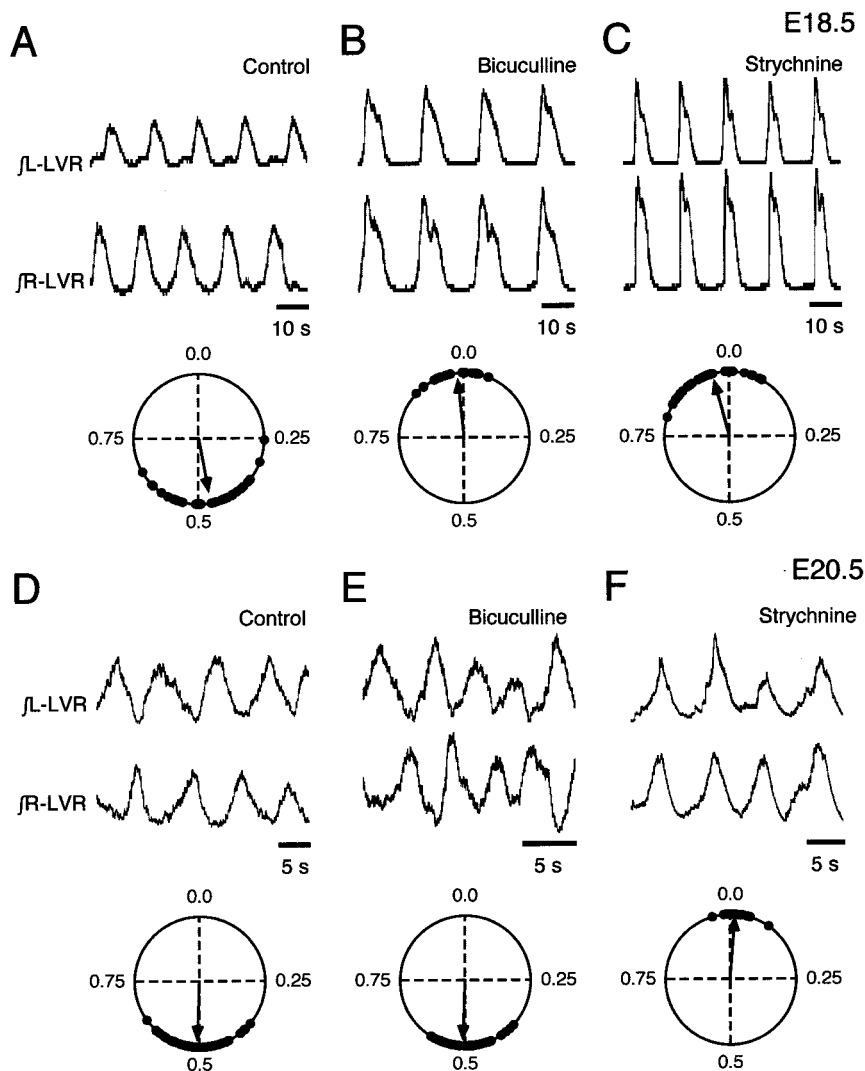 E18.5
A B C
Control Bicuculline Strychnine
∫L-LVR
∫R-LVR
10 s 10 s 10 s
0.0 0.0 0.0
0.75 0.25 0.75 0.25 0.75 0.25
0.5 0.5 0.5
E20.5
D E F
Control Bicuculline Strychnine
∫L-LVR
∫R-LVR
5 s 5 s 5 s
0.0 0.0 0.0
0.75 0.25 0.75 0.25 0.75 0.25
0.5 0.5 0.5